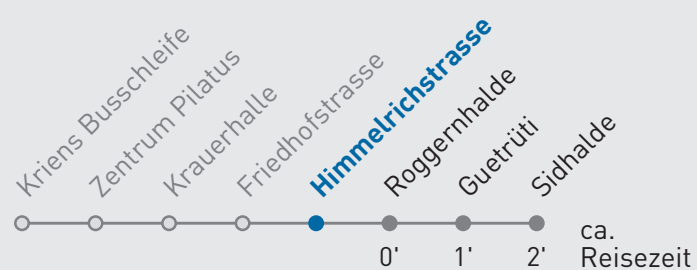 Kriens Busschleife
Zentrum Pilatus
Krauerhalle
Friedhofstrasse
Himmelrichstrasse
Roggernhalde
Guetrüti
Sidhalde
0' 1' 2' ca.
Reisezeit